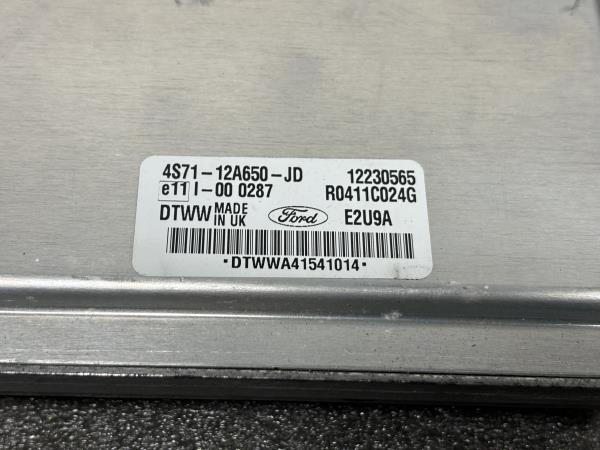 4S71-12A650-JD 12230565
e11 I-00 0287 R0411C024G
DTWW MADE IN UK Ford E2U9A
·DTWWA41541014·